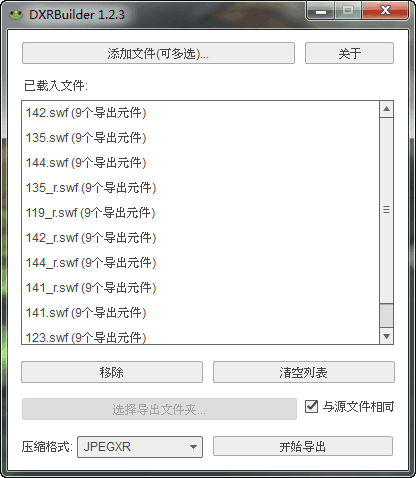 DXRBuilder 1.2.3
添加文件(可多选)... 关于
已载入文件:
142.swf (9个导出元件)
135.swf (9个导出元件)
144.swf (9个导出元件)
135_r.swf (9个导出元件)
119_r.swf (9个导出元件)
142_r.swf (9个导出元件)
144_r.swf (9个导出元件)
141_r.swf (9个导出元件)
141.swf (9个导出元件)
123.swf (9个导出元件)
移除 清空列表
选择导出文件夹... 与源文件相同
压缩格式: JPEGXR 开始导出